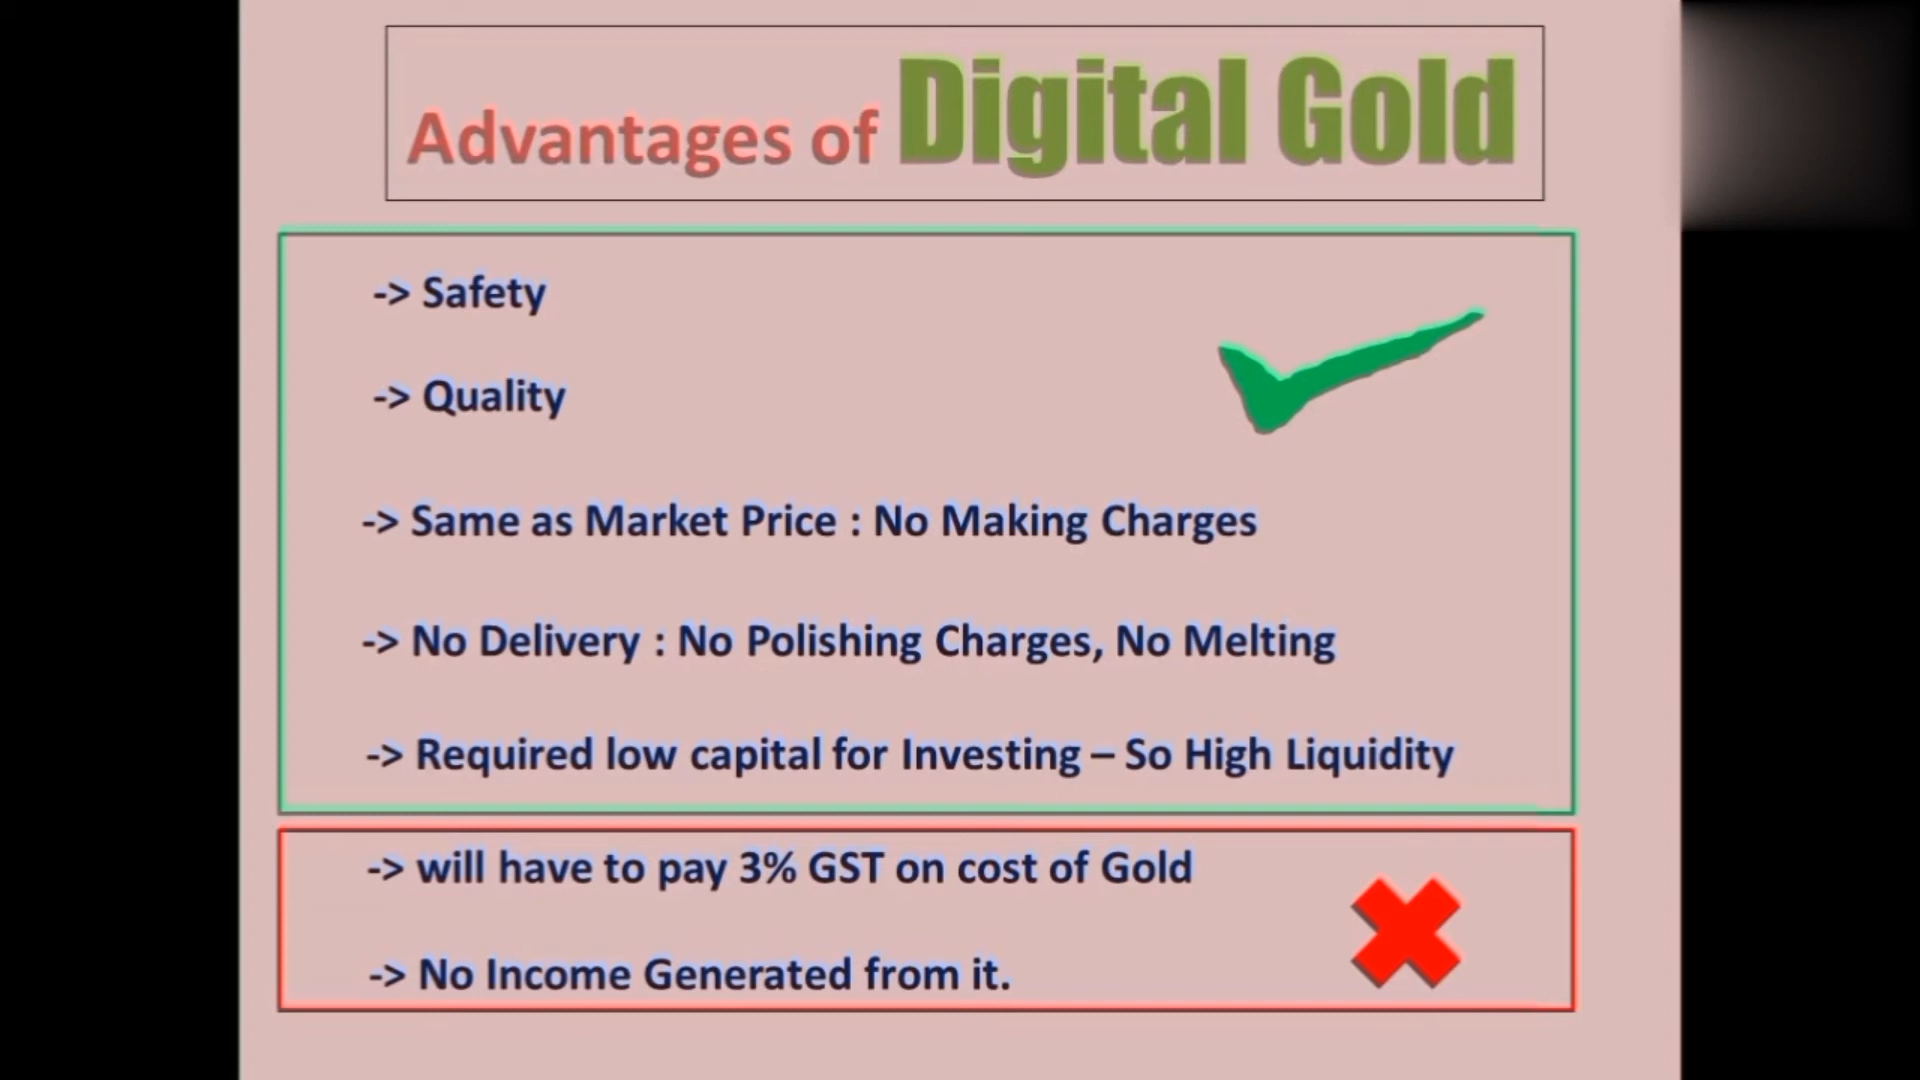 Advantages of Digital Gold
-> Safety
-> Quality
-> Same as Market Price : No Making Charges
-> No Delivery : No Polishing Charges, No Melting
-> Required low capital for Investing – So High Liquidity
-> will have to pay 3% GST on cost of Gold
-> No Income Generated from it.